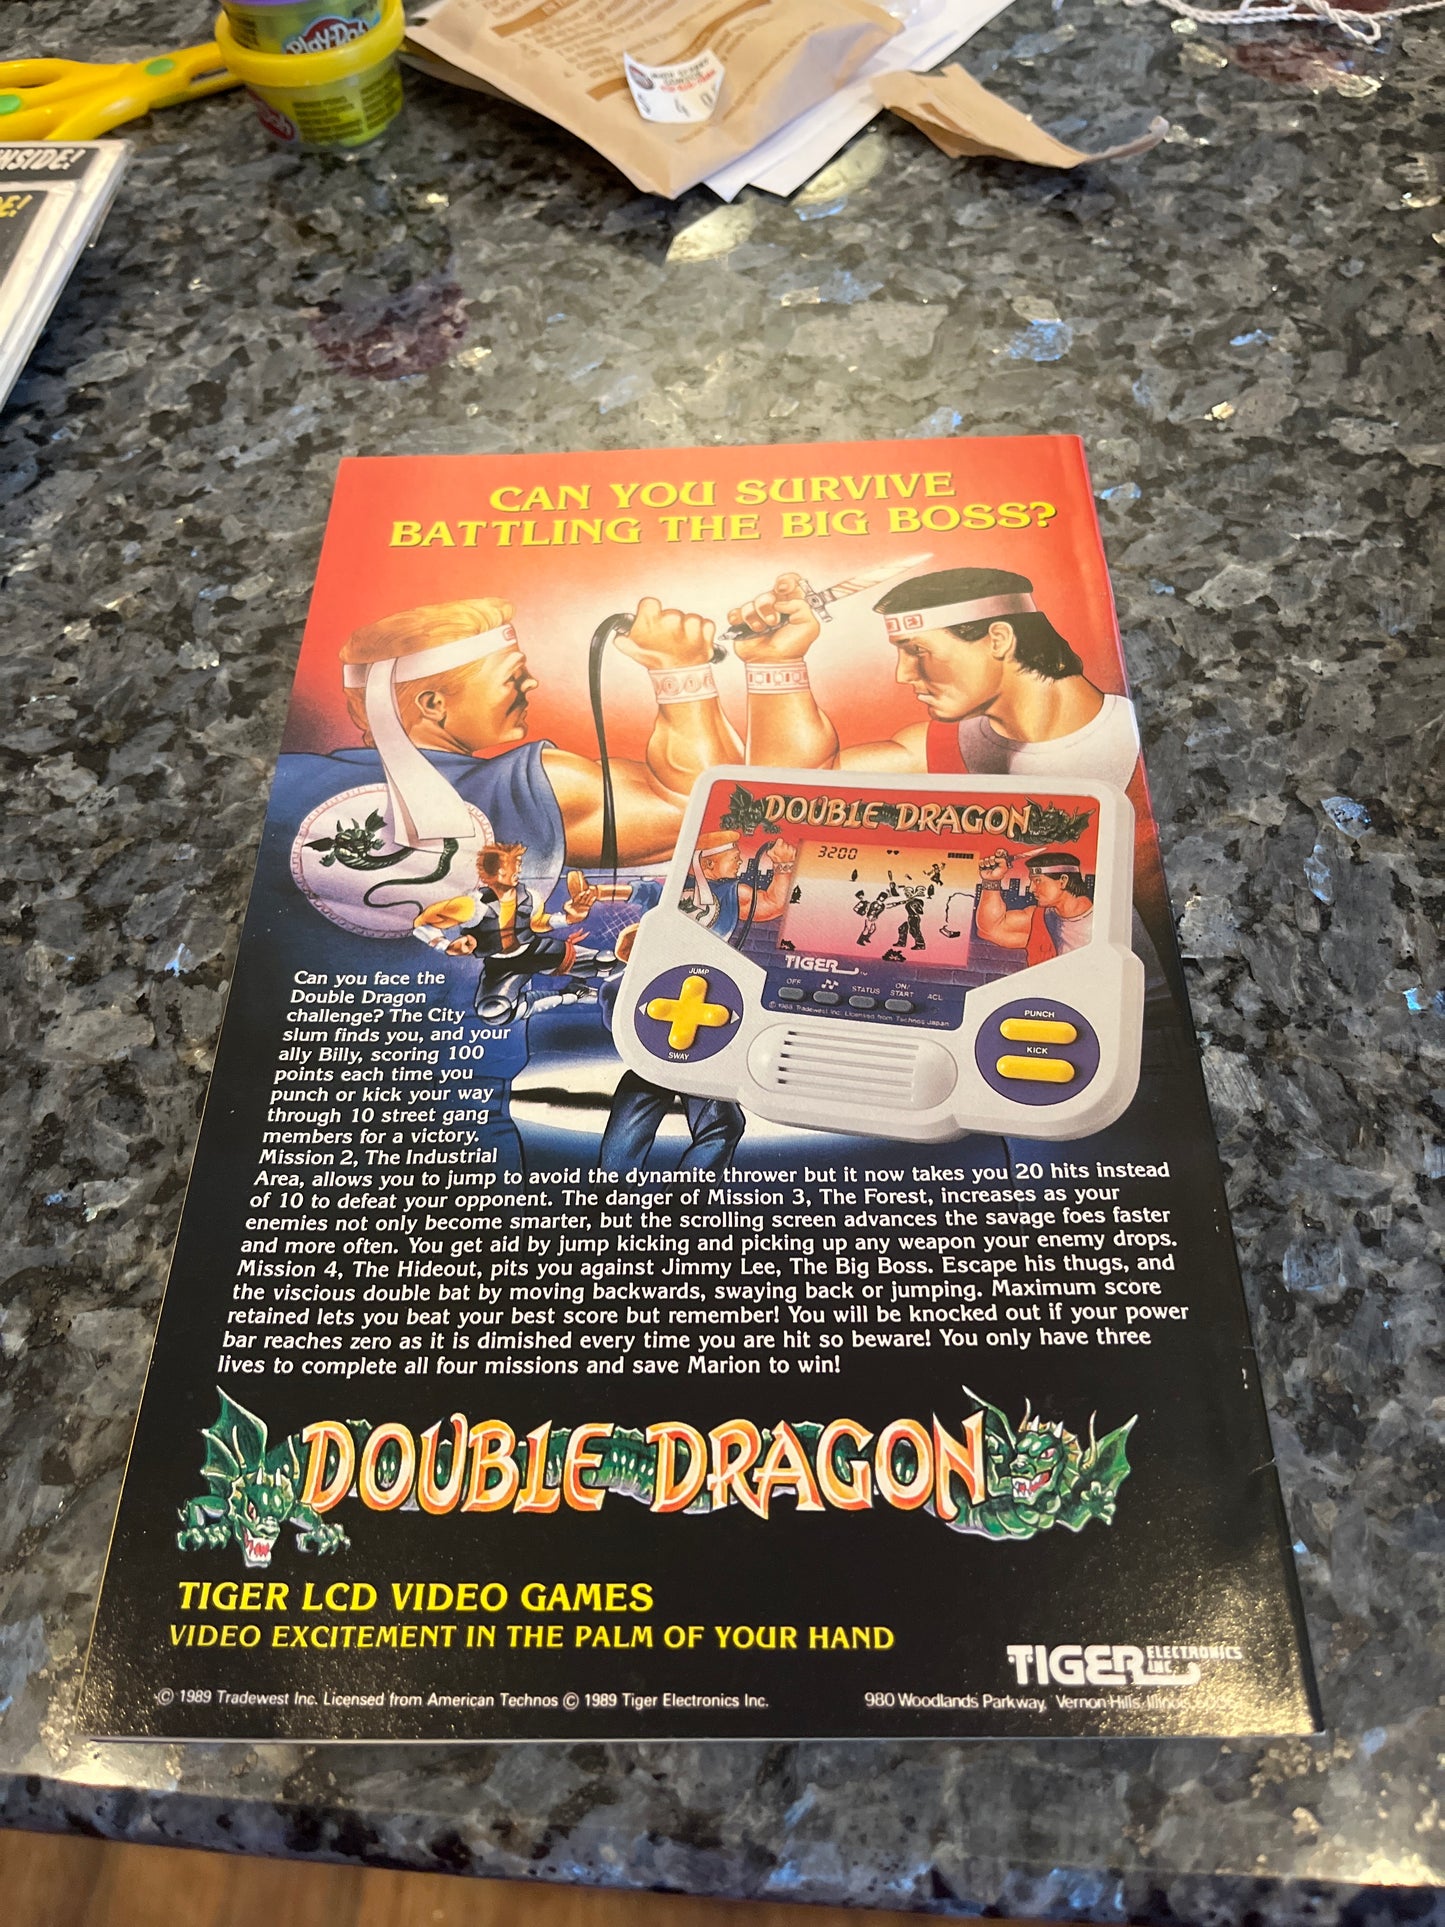 Play-Doh
INSIDE!
CAN YOU SURVIVE
BATTLING THE BIG BOSS?
DOUBLE DRAGON
3200
TIGER
JUMP
SWAY
OFF
STATUS
ON/
START
ACL
© 1988 Tradewest Inc. Licensed from Technos Japan
PUNCH
KICK
Can you face the
Double Dragon
challenge? The City
slum finds you, and your
ally Billy, scoring 100
points each time you
punch or kick your way
through 10 street gang
members for a victory.
Mission 2, The Industrial
Area, allows you to jump to avoid the dynamite thrower but it now takes you 20 hits instead
of 10 to defeat your opponent. The danger of Mission 3, The Forest, increases as your
enemies not only become smarter, but the scrolling screen advances the savage foes faster
and more often. You get aid by jump kicking and picking up any weapon your enemy drops.
Mission 4, The Hideout, pits you against Jimmy Lee, The Big Boss. Escape his thugs, and
the viscious double bat by moving backwards, swaying back or jumping. Maximum score
retained lets you beat your best score but remember! You will be knocked out if your power
bar reaches zero as it is dimished every time you are hit so beware! You only have three
lives to complete all four missions and save Marion to win!
DOUBLE DRAGON
TIGER LCD VIDEO GAMES
VIDEO EXCITEMENT IN THE PALM OF YOUR HAND
TIGER ELECTRONICS
INC.
© 1989 Tradewest Inc. Licensed from American Technos © 1989 Tiger Electronics Inc.
980 Woodlands Parkway, Vernon Hills, Illinois